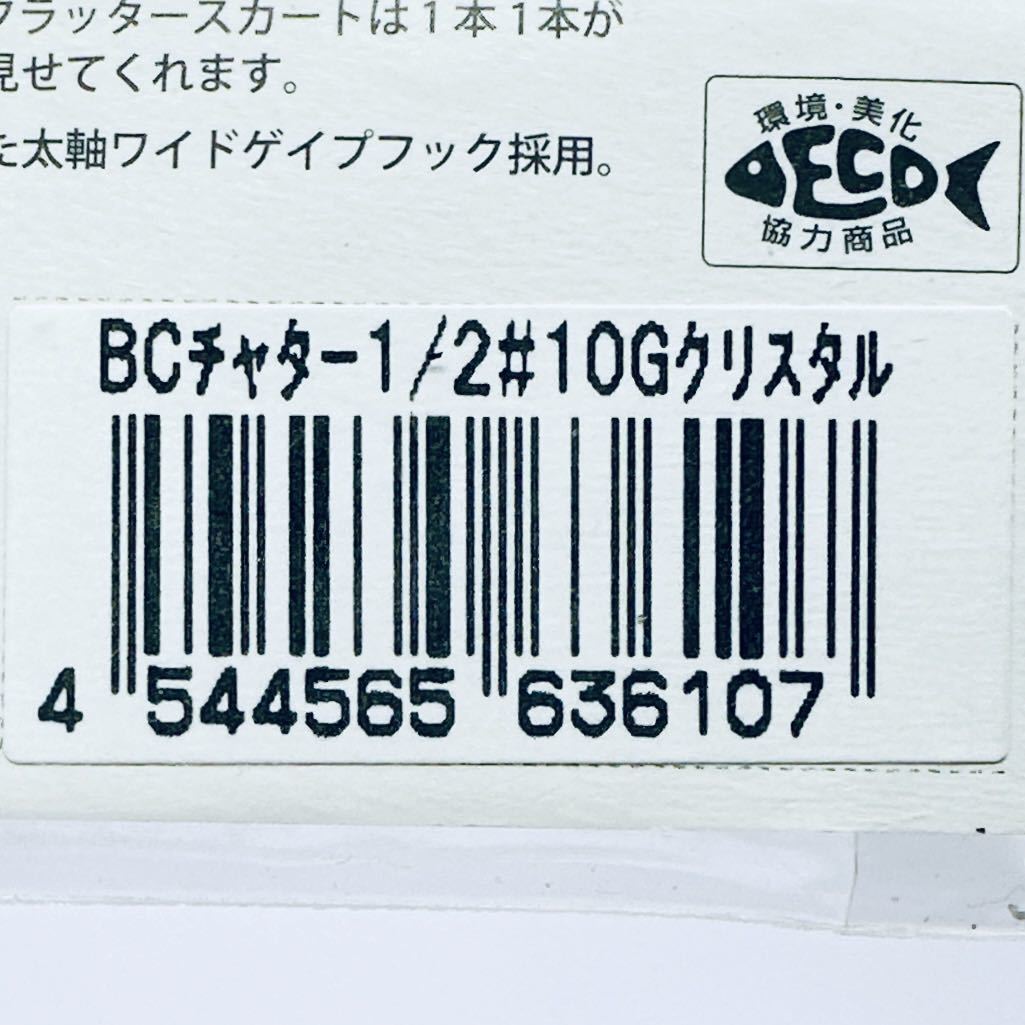 フラッタースカートは１本１本が
見せてくれます。
た太軸ワイドゲイプフック採用。
環境・美化
ECO
協力商品
BCチャター1/2#10Gクリスタル
4 544565 636107